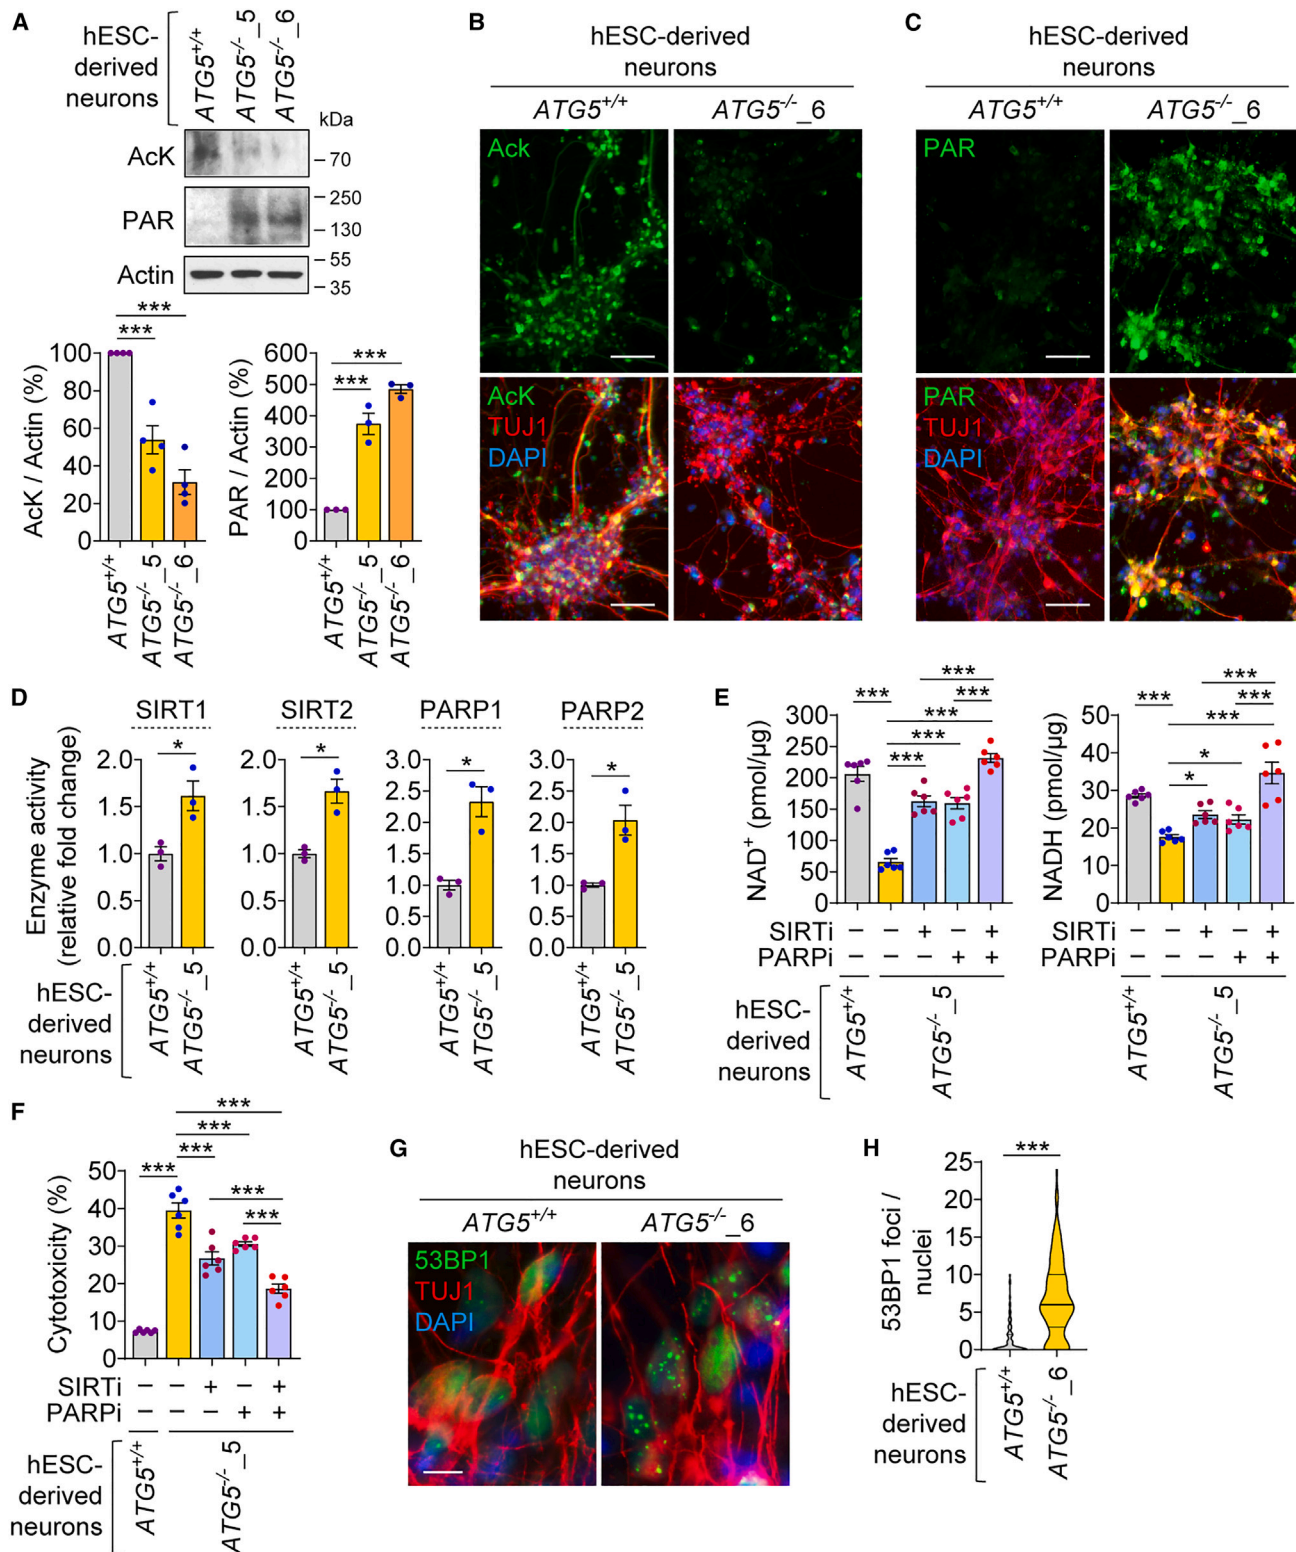 A
hESC-
derived
neurons
ATG5+/+
ATG5-/-_5
ATG5-/-_6
kDa
AcK
70
PAR
250
130
Actin
55
35
AcK / Actin (%)
100
80
60
40
20
0
***
***
ATG5+/+
ATG5-/-_5
ATG5-/-_6
PAR / Actin (%)
600
500
400
300
200
100
0
***
***
ATG5+/+
ATG5-/-_5
ATG5-/-_6
B
hESC-derived
neurons
ATG5+/+
ATG5-/-_6
Ack
AcK
TUJ1
DAPI
C
hESC-derived
neurons
ATG5+/+
ATG5-/-_6
PAR
PAR
TUJ1
DAPI
D
Enzyme activity
(relative fold change)
SIRT1
2.0
1.5
1.0
0.5
0.0
*
SIRT2
2.0
1.5
1.0
0.5
0.0
*
PARP1
3.0
2.5
2.0
1.5
1.0
0.5
0.0
*
PARP2
3.0
2.5
2.0
1.5
1.0
0.5
0.0
*
hESC-
derived
neurons
ATG5+/+
ATG5-/-_5
ATG5+/+
ATG5-/-_5
ATG5+/+
ATG5-/-_5
ATG5+/+
ATG5-/-_5
E
NAD+ (pmol/µg)
300
250
200
150
100
50
0
***
***
***
***
***
***
SIRTi − − + − +
PARPi − − − + +
hESC-
derived
neurons
ATG5+/+
ATG5-/-_5
NADH (pmol/µg)
50
40
30
20
10
0
***
***
***
***
*
*
SIRTi − − + − +
PARPi − − − + +
hESC-
derived
neurons
ATG5+/+
ATG5-/-_5
F
Cytotoxicity (%)
50
40
30
20
10
0
***
***
***
***
***
***
SIRTi − − + − +
PARPi − − − + +
hESC-
derived
neurons
ATG5+/+
ATG5-/-_5
G
hESC-derived
neurons
ATG5+/+
ATG5-/-_6
53BP1
TUJ1
DAPI
H
53BP1 foci /
nuclei
25
20
15
10
5
0
***
hESC-
derived
neurons
ATG5+/+
ATG5-/-_6